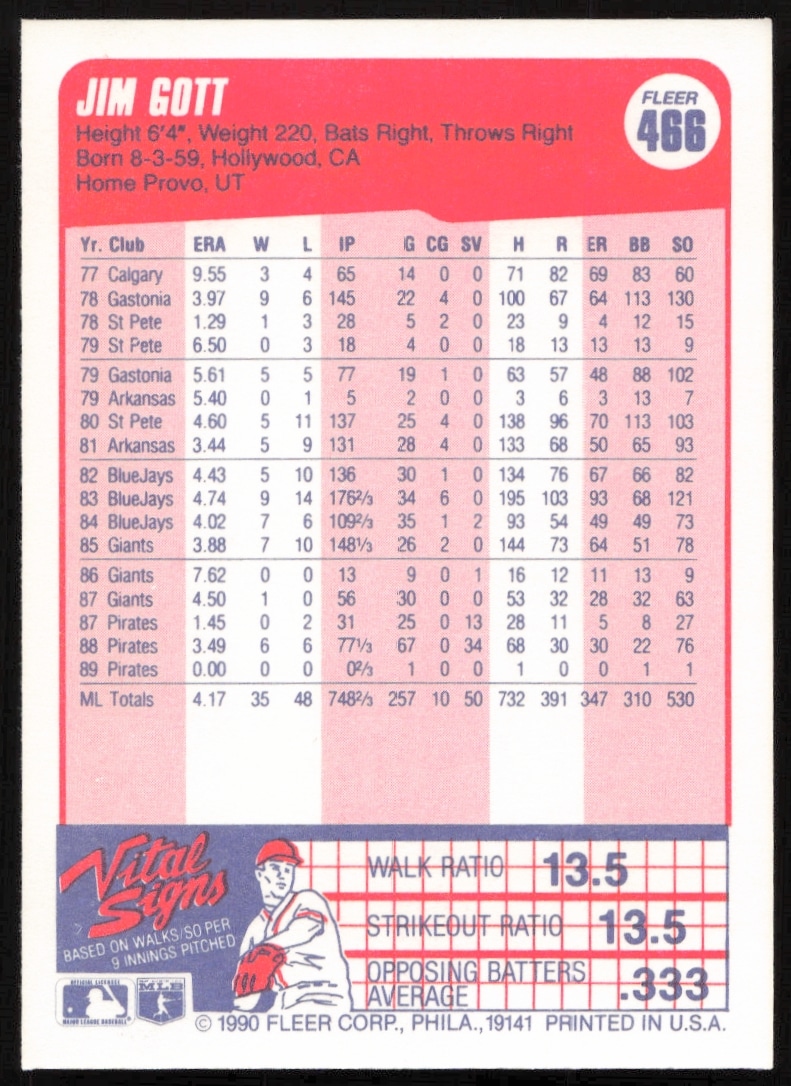 JIM GOTT
FLEER
466
Height 6'4", Weight 220, Bats Right, Throws Right
Born 8-3-59, Hollywood, CA
Home Provo, UT
Yr. Club ERA W L IP G CG SV H R ER BB SO
77 Calgary 9.55 3 4 65 14 0 0 71 82 69 83 60
78 Gastonia 3.97 9 6 145 22 4 0 100 67 64 113 130
78 St Pete 1.29 1 3 28 5 2 0 23 9 4 12 15
79 St Pete 6.50 0 3 18 4 0 0 18 13 13 13 9
79 Gastonia 5.61 5 5 77 19 1 0 63 57 48 88 102
79 Arkansas 5.40 0 1 5 2 0 0 3 6 3 13 7
80 St Pete 4.60 5 11 137 25 4 0 138 96 70 113 103
81 Arkansas 3.44 5 9 131 28 4 0 133 68 50 65 93
82 BlueJays 4.43 5 10 136 30 1 0 134 76 67 66 82
83 BlueJays 4.74 9 14 176⅔ 34 6 0 195 103 93 68 121
84 BlueJays 4.02 7 6 109⅔ 35 1 2 93 54 49 49 73
85 Giants 3.88 7 10 148⅓ 26 2 0 144 73 64 51 78
86 Giants 7.62 0 0 13 9 0 1 16 12 11 13 9
87 Giants 4.50 1 0 56 30 0 0 53 32 28 32 63
87 Pirates 1.45 0 2 31 25 0 13 28 11 5 8 27
88 Pirates 3.49 6 6 77⅓ 67 0 34 68 30 30 22 76
89 Pirates 0.00 0 0 0⅔ 1 0 0 1 0 0 1 1
ML Totals 4.17 35 48 748⅔ 257 10 50 732 391 347 310 530
Vital
Signs
BASED ON WALKS/SO PER
9 INNINGS PITCHED
WALK RATIO 13.5
STRIKEOUT RATIO 13.5
OPPOSING BATTERS
AVERAGE .333
OFFICIAL LICENSEE
MAJOR LEAGUE BASEBALL
MLB
© 1990 FLEER CORP., PHILA., 19141 PRINTED IN U.S.A.